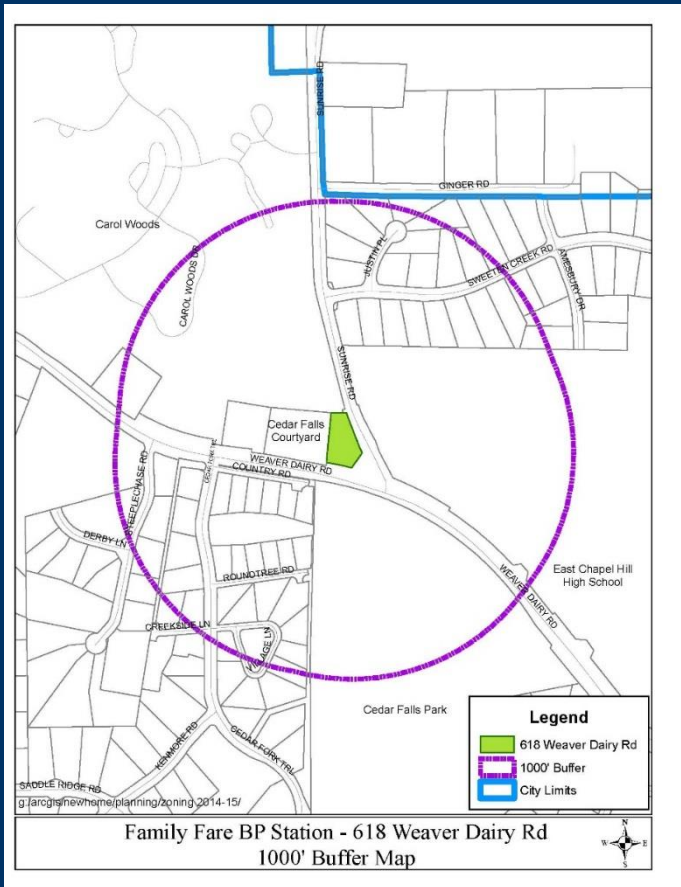 SUNRISE RD
GINGER RD
Carol Woods
CAROL WOODS DR
JUSTIN PL
SWEETEN CREEK RD
AMESBURY DR
SUNRISE RD
Cedar Falls
Courtyard
WEAVER DAIRY RD
COUNTRY RD
STEEPLECHASE RD
DERBY LN
ROUNDTREE RD
CREEKSIDE LN
VILLAGE LN
WEAVER DAIRY RD
East Chapel Hill
High School
Cedar Falls Park
KENMORE RD
CEDAR FORK TRL
SADDLE RIDGE RD
g:/arcgis/newhome/planning/zoning 2014-15/
Legend
618 Weaver Dairy Rd
1000' Buffer
City Limits
Family Fare BP Station - 618 Weaver Dairy Rd
1000' Buffer Map
N
W
E
S